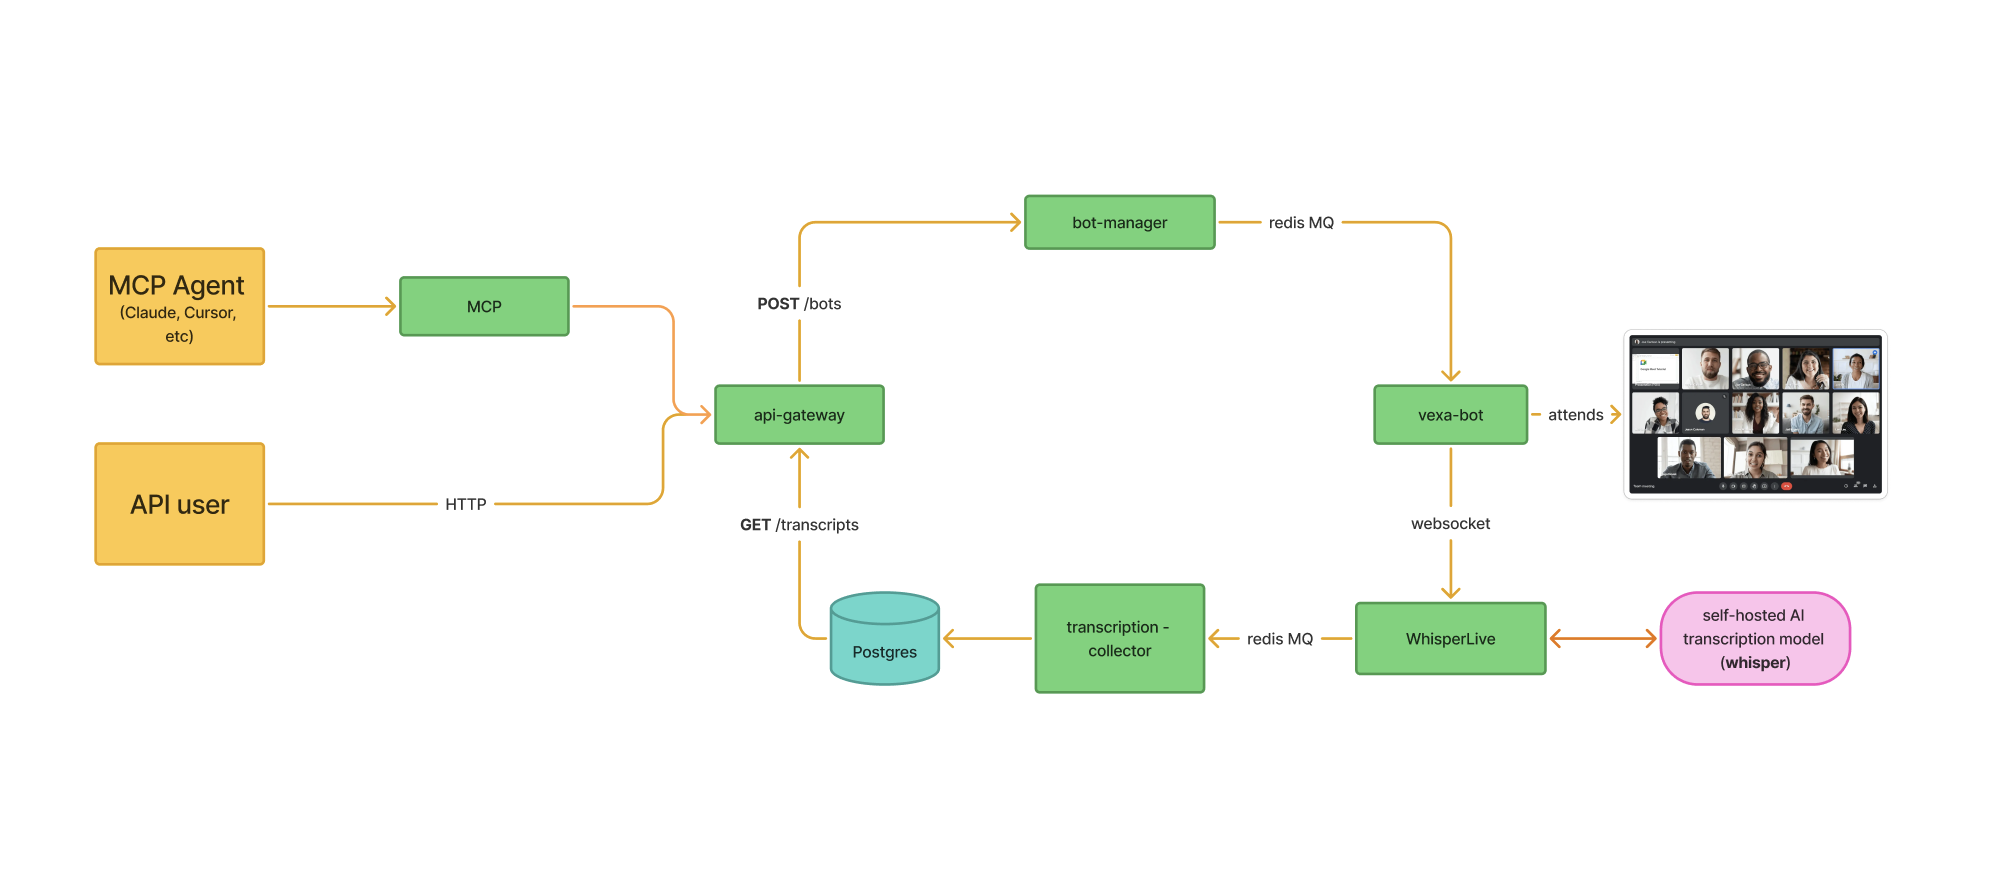 MCP Agent
(Claude, Cursor,
etc)
MCP
API user
HTTP
api-gateway
POST /bots
GET /transcripts
bot-manager
redis MQ
vexa-bot
attends
websocket
WhisperLive
self-hosted AI
transcription model
(whisper)
redis MQ
transcription -
collector
Postgres